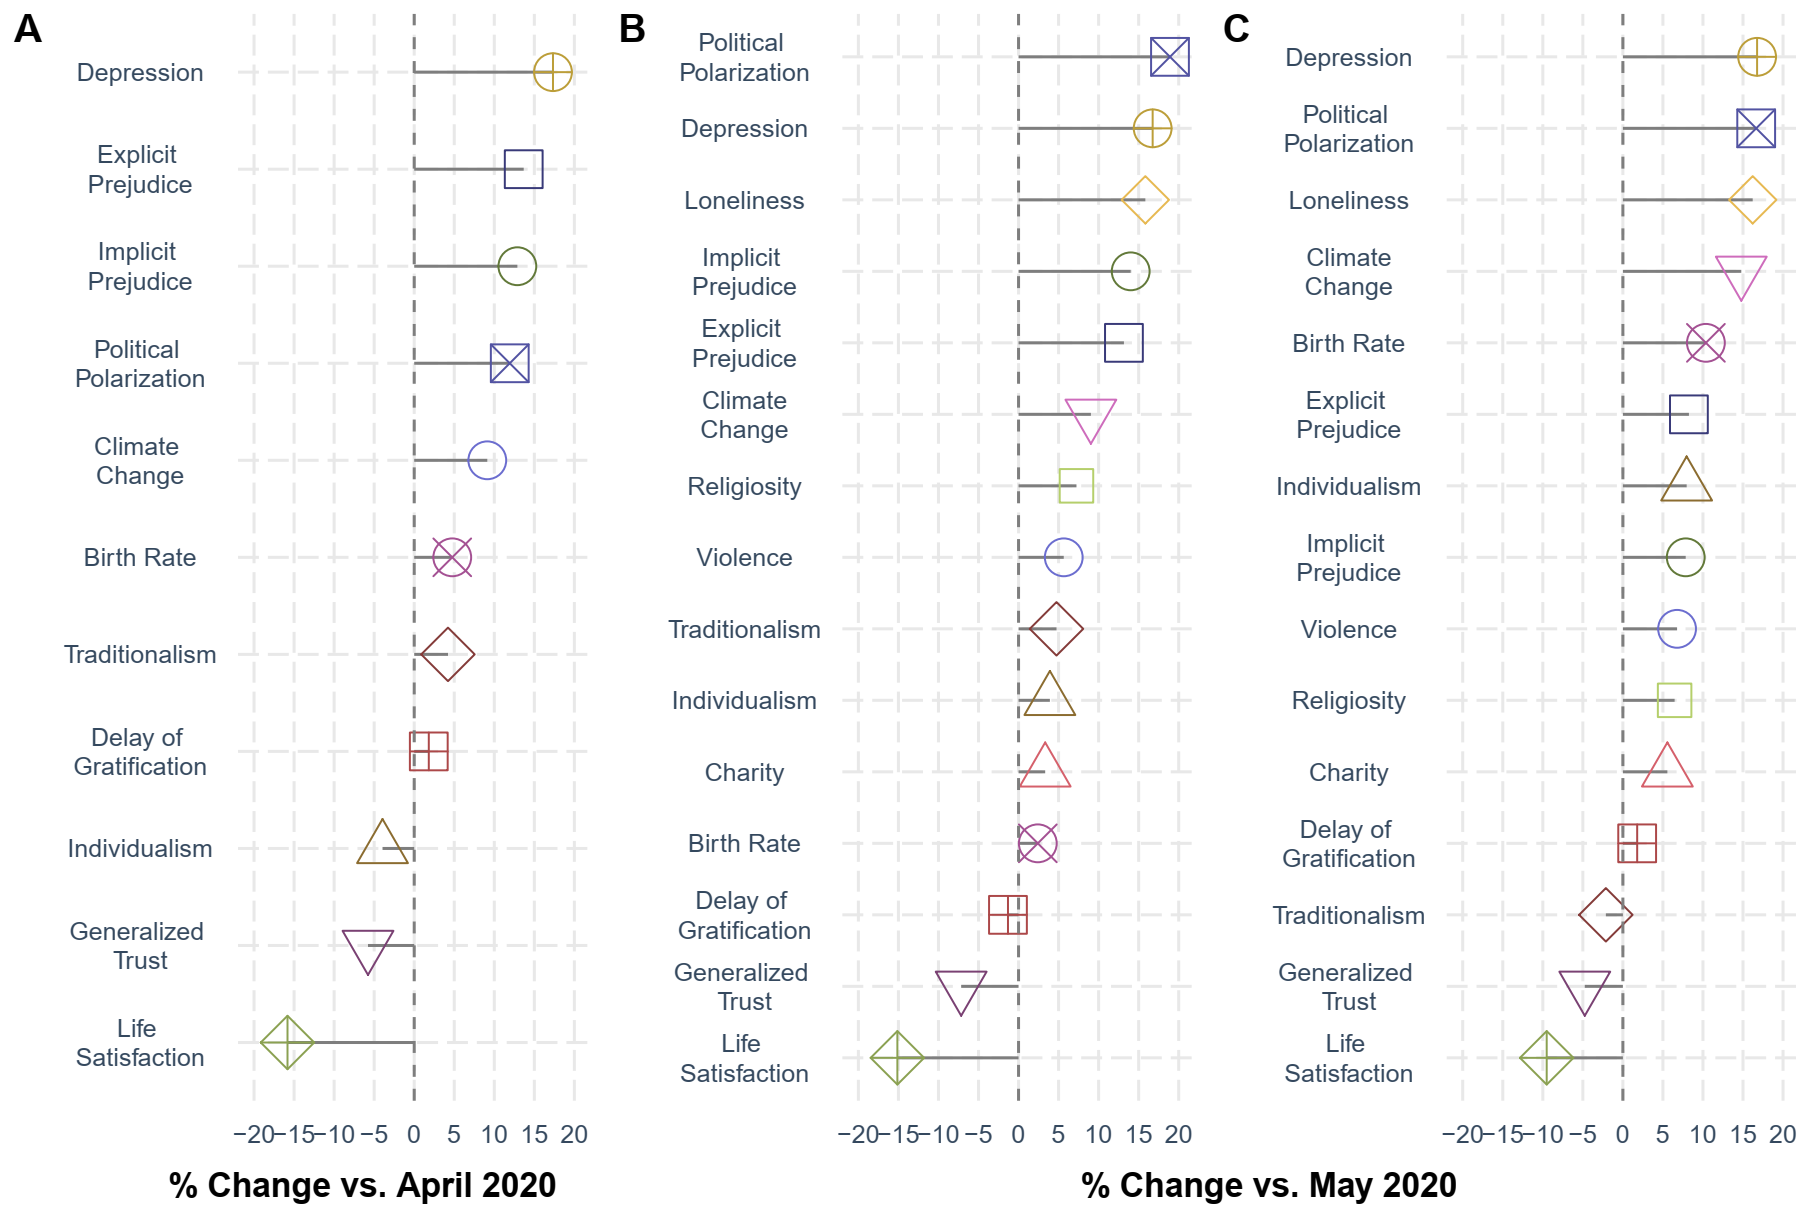 A
Depression
Explicit
Prejudice
Implicit
Prejudice
Political
Polarization
Climate
Change
Birth Rate
Traditionalism
Delay of
Gratification
Individualism
Generalized
Trust
Life
Satisfaction
−20 −15 −10 −5 0 5 10 15 20
% Change vs. April 2020
B
Political
Polarization
Depression
Loneliness
Implicit
Prejudice
Explicit
Prejudice
Climate
Change
Religiosity
Violence
Traditionalism
Individualism
Charity
Birth Rate
Delay of
Gratification
Generalized
Trust
Life
Satisfaction
−20 −15 −10 −5 0 5 10 15 20
C
Depression
Political
Polarization
Loneliness
Climate
Change
Birth Rate
Explicit
Prejudice
Individualism
Implicit
Prejudice
Violence
Religiosity
Charity
Delay of
Gratification
Traditionalism
Generalized
Trust
Life
Satisfaction
−20 −15 −10 −5 0 5 10 15 20
% Change vs. May 2020